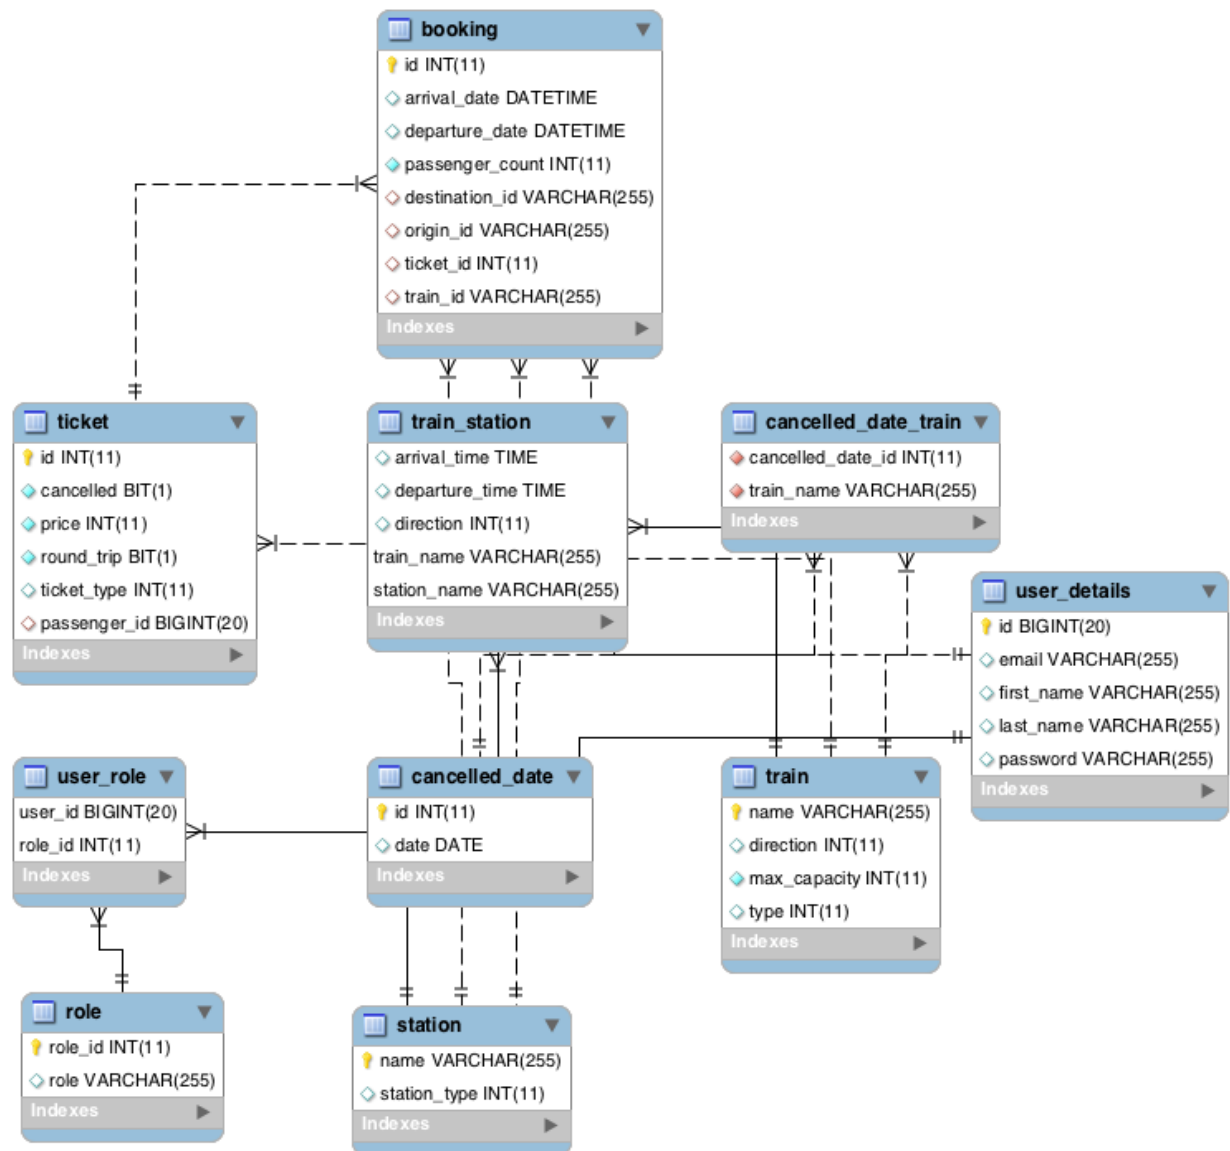 booking
id INT(11)
arrival_date DATETIME
departure_date DATETIME
passenger_count INT(11)
destination_id VARCHAR(255)
origin_id VARCHAR(255)
ticket_id INT(11)
train_id VARCHAR(255)
Indexes
ticket
id INT(11)
cancelled BIT(1)
price INT(11)
round_trip BIT(1)
ticket_type INT(11)
passenger_id BIGINT(20)
Indexes
train_station
arrival_time TIME
departure_time TIME
direction INT(11)
train_name VARCHAR(255)
station_name VARCHAR(255)
Indexes
cancelled_date_train
cancelled_date_id INT(11)
train_name VARCHAR(255)
Indexes
user_details
id BIGINT(20)
email VARCHAR(255)
first_name VARCHAR(255)
last_name VARCHAR(255)
password VARCHAR(255)
Indexes
user_role
user_id BIGINT(20)
role_id INT(11)
Indexes
cancelled_date
id INT(11)
date DATE
Indexes
train
name VARCHAR(255)
direction INT(11)
max_capacity INT(11)
type INT(11)
Indexes
role
role_id INT(11)
role VARCHAR(255)
Indexes
station
name VARCHAR(255)
station_type INT(11)
Indexes